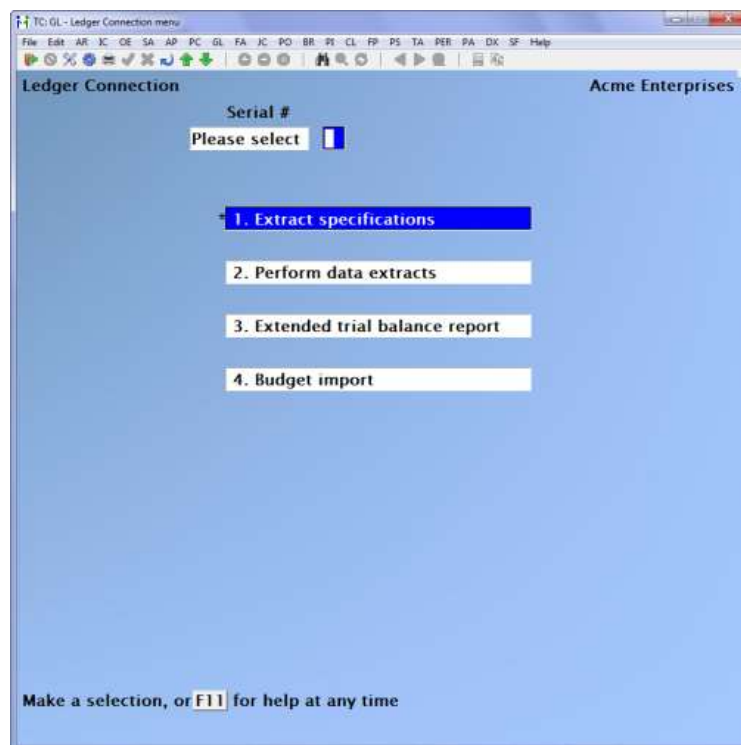 TC: GL - Ledger Connection menu
File Edit AR IC OE SA AP PC GL FA JC PO BR PI CL FP PS TA PER PA DX SF Help
Ledger Connection Acme Enterprises
Serial #
Please select
* 1. Extract specifications
2. Perform data extracts
3. Extended trial balance report
4. Budget import
Make a selection, or F11 for help at any time